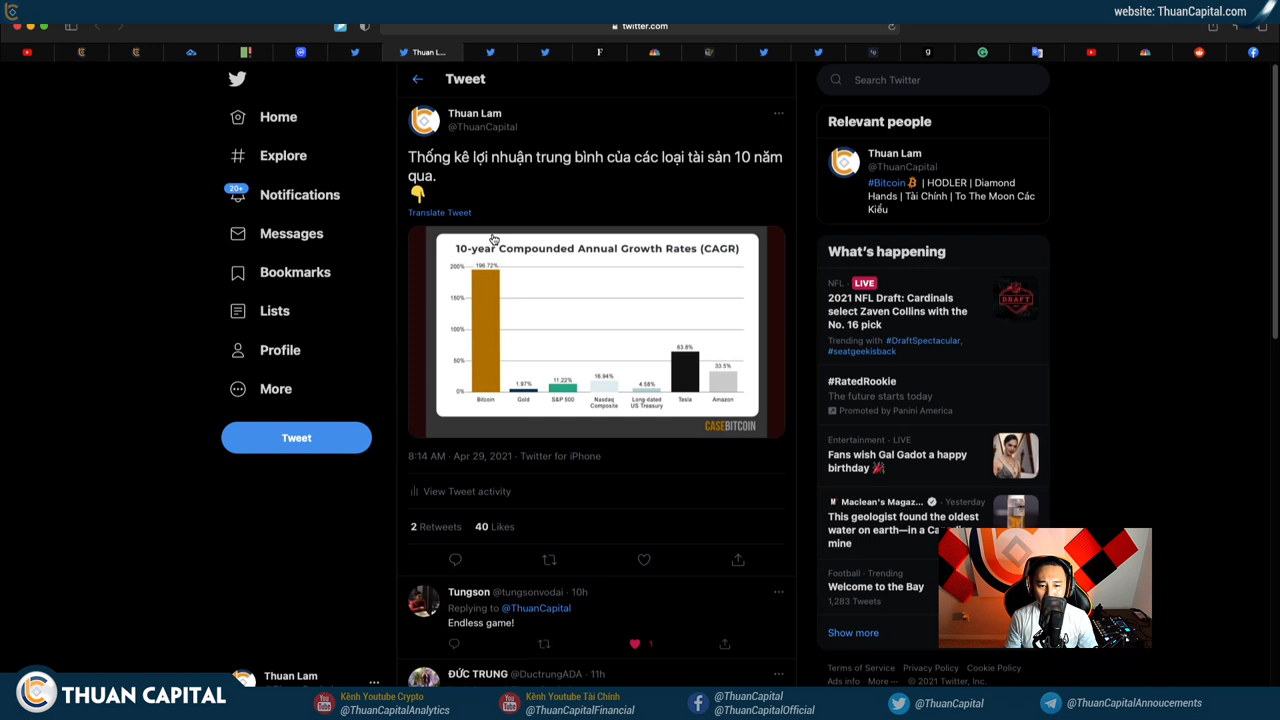 website: ThuanCapital.com
twitter.com
Thuan L...
Tweet
Search Twitter
Home
Explore
20+
Notifications
Messages
Bookmarks
Lists
Profile
More
Tweet
Thuan Lam
@ThuanCapital
Thống kê lợi nhuận trung bình của các loại tài sản 10 năm
qua.
Translate Tweet
10-year Compounded Annual Growth Rates (CAGR)
200%
150%
100%
50%
0%
196.72%
1.97%
11.22%
16.94%
4.58%
63.8%
33.5%
Bitcoin
Gold
S&P 500
Nasdaq
Composite
Long-dated
US Treasury
Tesla
Amazon
CASEBITCOIN
8:14 AM · Apr 29, 2021 · Twitter for iPhone
View Tweet activity
2 Retweets 40 Likes
Tungson @tungsonvodai · 10h
Replying to @ThuanCapital
Endless game!
1
ĐỨC TRUNG @DuctrungADA · 11h
Relevant people
Thuan Lam
@ThuanCapital
#Bitcoin | HODLER | Diamond
Hands | Tài Chính | To The Moon Các
Kiểu
What's happening
NFL · LIVE
2021 NFL Draft: Cardinals
select Zaven Collins with the
No. 16 pick
Trending with #DraftSpectacular,
#seatgeekisback
DRAFT
#RatedRookie
The future starts today
Promoted by Panini America
Entertainment · LIVE
Fans wish Gal Gadot a happy
birthday
Maclean's Magaz... · Yesterday
This geologist found the oldest
water on earth—in a
mine
Football · Trending
Welcome to the Bay
1,283 Tweets
Show more
Terms of Service Privacy Policy Cookie Policy
Ads info More © 2021 Twitter, Inc.
Thuan Lam
THUAN CAPITAL
Kênh Youtube Crypto
@ThuanCapitalAnalytics
Kênh Youtube Tài Chính
@ThuanCapitalFinancial
@ThuanCapital
@ThuanCapitalOfficial
@ThuanCapital
@ThuanCapitalAnnoucements